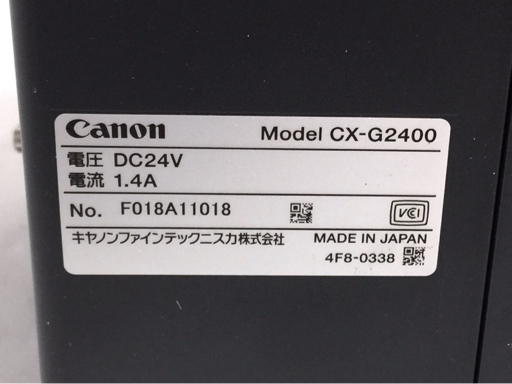 Canon Model CX-G2400
電圧 DC24V
電流 1.4A
No. F018A11018 VCI
キヤノンファインテックニスカ株式会社 MADE IN JAPAN
4F8-0338